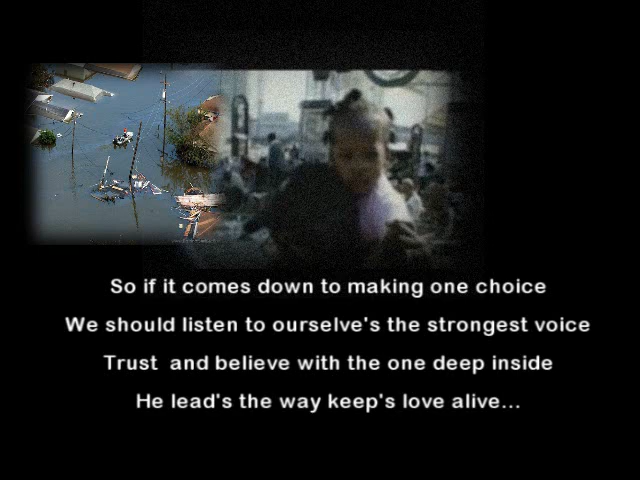 So if it comes down to making one choice
We should listen to ourselve's the strongest voice
Trust and believe with the one deep inside
He lead's the way keep's love alive...